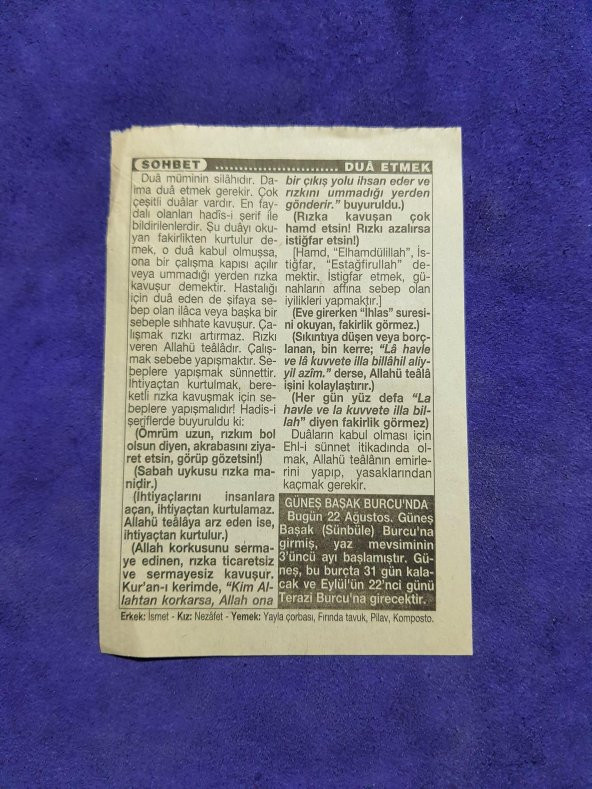 SOHBET ........................ DUÂ ETMEK
Duâ müminin silâhıdır. Da-
ima duâ etmek gerekir. Çok
çeşitli duâlar vardır. En fay-
dalı olanları hadîs-i şerif ile
bildirilenlerdir. Şu duâyı oku-
yan fakirlikten kurtulur de-
mek, o duâ kabul olmuşsa,
ona bir çalışma kapısı açılır
veya ummadığı yerden rızka
kavuşur demektir. Hastalığı
için duâ eden de şifaya se-
bep olan ilâca veya başka bir
sebeple sıhhate kavuşur. Ça-
lışmak rızkı artırmaz. Rızkı
veren Allahü teâlâdır. Çalış-
mak sebebe yapışmaktır. Se-
beplere yapışmak sünnettir.
İhtiyaçtan kurtulmak, bere-
ketli rızka kavuşmak için se-
beplere yapışmalıdır! Hadis-i
şeriflerde buyuruldu ki:
(Ömrüm uzun, rızkım bol
olsun diyen, akrabasını ziya-
ret etsin, görüp gözetsin!)
(Sabah uykusu rızka ma-
nidir.)
(İhtiyaçlarını insanlara
açan, ihtiyaçtan kurtulamaz.
Allahü teâlâya arz eden ise,
ihtiyaçtan kurtulur.)
(Allah korkusunu serma-
ye edinen, rızka ticaretsiz
ve sermayesiz kavuşur.
Kur'an-ı kerimde, "Kim Al-
lahtan korkarsa, Allah ona
bir çıkış yolu ihsan eder ve
rızkını ummadığı yerden
gönderir." buyuruldu.)
(Rızka kavuşan çok
hamd etsin! Rızkı azalırsa
istiğfar etsin!)
[Hamd, "Elhamdülillah", İs-
tiğfar, "Estağfirullah" de-
mektir. İstiğfar etmek, gü-
nahların affına sebep olan
iyilikleri yapmaktır.]
(Eve girerken "İhlas" suresi-
ni okuyan, fakirlik görmez.)
(Sıkıntıya düşen veya borç-
lanan, bin kerre; "Lâ havle
ve lâ kuvvete illâ billâhil aliy-
yil azîm." derse, Allahü teâlâ
işini kolaylaştırır.)
(Her gün yüz defa "La
havle ve la kuvvete illa bil-
lah" diyen fakirlik görmez)
Duâların kabul olması için
Ehl-i sünnet itikadında ol-
mak, Allahü teâlânın emirle-
rini yapıp, yasaklarından
kaçmak gerekir.
GÜNEŞ BAŞAK BURCU'NDA
Bugün 22 Ağustos. Güneş
Başak (Sünbüle) Burcu'na
girmiş, yaz mevsiminin
3'üncü ayı başlamıştır. Gü-
neş, bu burçta 31 gün kala-
cak ve Eylül'ün 22'nci günü
Terazi Burcu'na girecektir.
Erkek: İsmet - Kız: Nezâfet - Yemek: Yayla çorbası, Fırında tavuk, Pilav, Komposto.